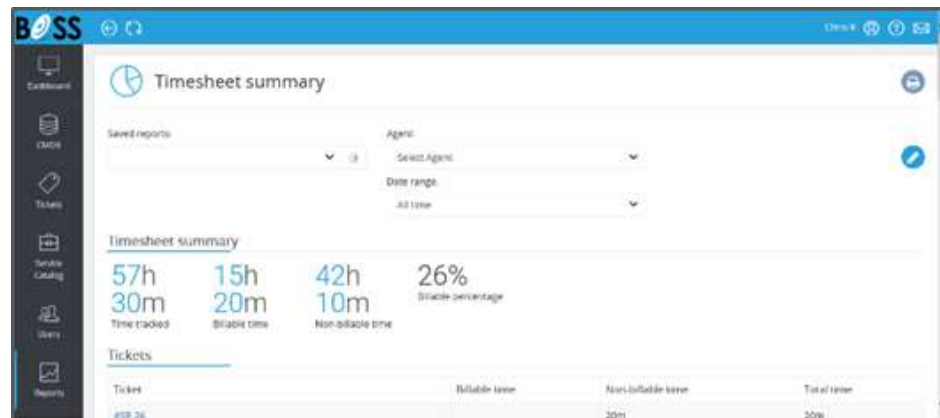 BOSS
Chris K
Dashboard
CMDB
Tickets
Service
Catalog
Users
Reports
Timesheet summary
Saved reports
Agent
Select Agent
Date range
All time
Timesheet summary
57h 15h 42h 26%
30m 20m 10m
Time tracked Billable time Non-billable time Billable percentage
Tickets
Ticket Billable time Non-billable time Total time
20m 20m